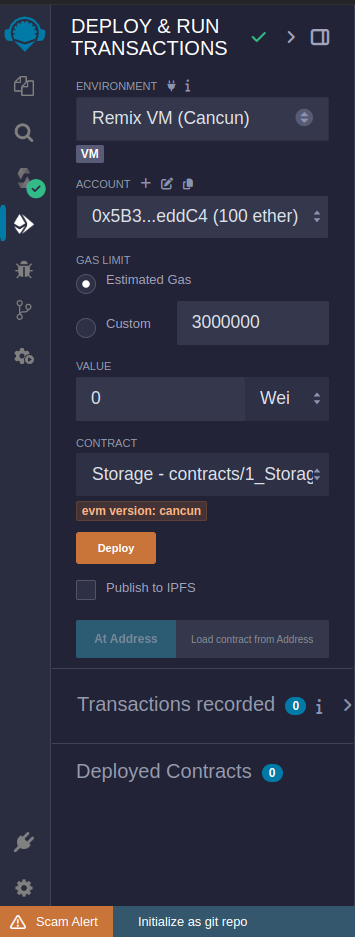 DEPLOY & RUN
TRANSACTIONS
ENVIRONMENT
Remix VM (Cancun)
VM
ACCOUNT
0x5B3...eddC4 (100 ether)
GAS LIMIT
Estimated Gas
Custom 3000000
VALUE
0 Wei
CONTRACT
Storage - contracts/1_Storag
evm version: cancun
Deploy
Publish to IPFS
At Address Load contract from Address
Transactions recorded 0 i
Deployed Contracts 0
Scam Alert Initialize as git repo